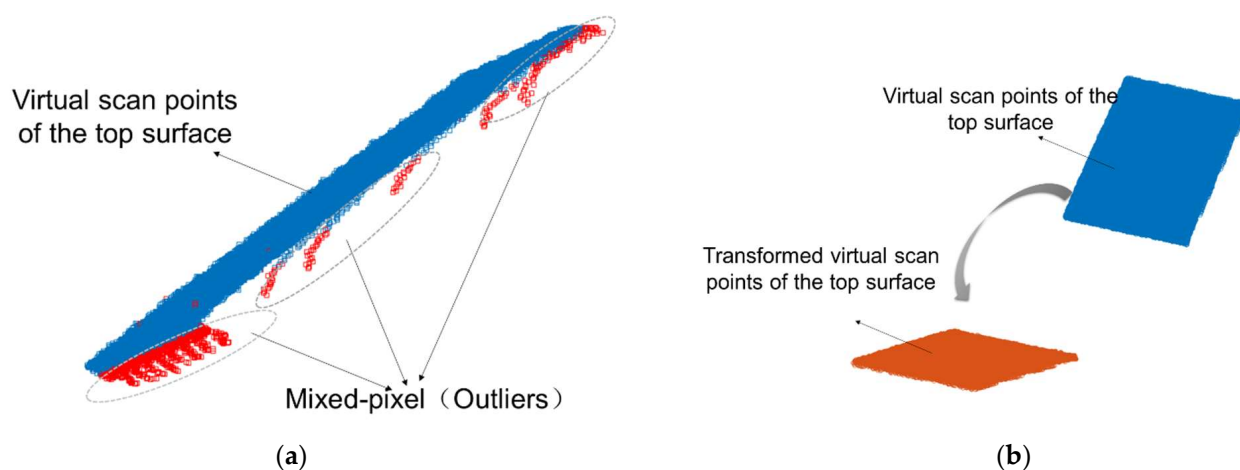 Virtual scan points
of the top surface
Mixed-pixel（Outliers）
(a)
Virtual scan points of the
top surface
Transformed virtual scan
points of the top surface
(b)